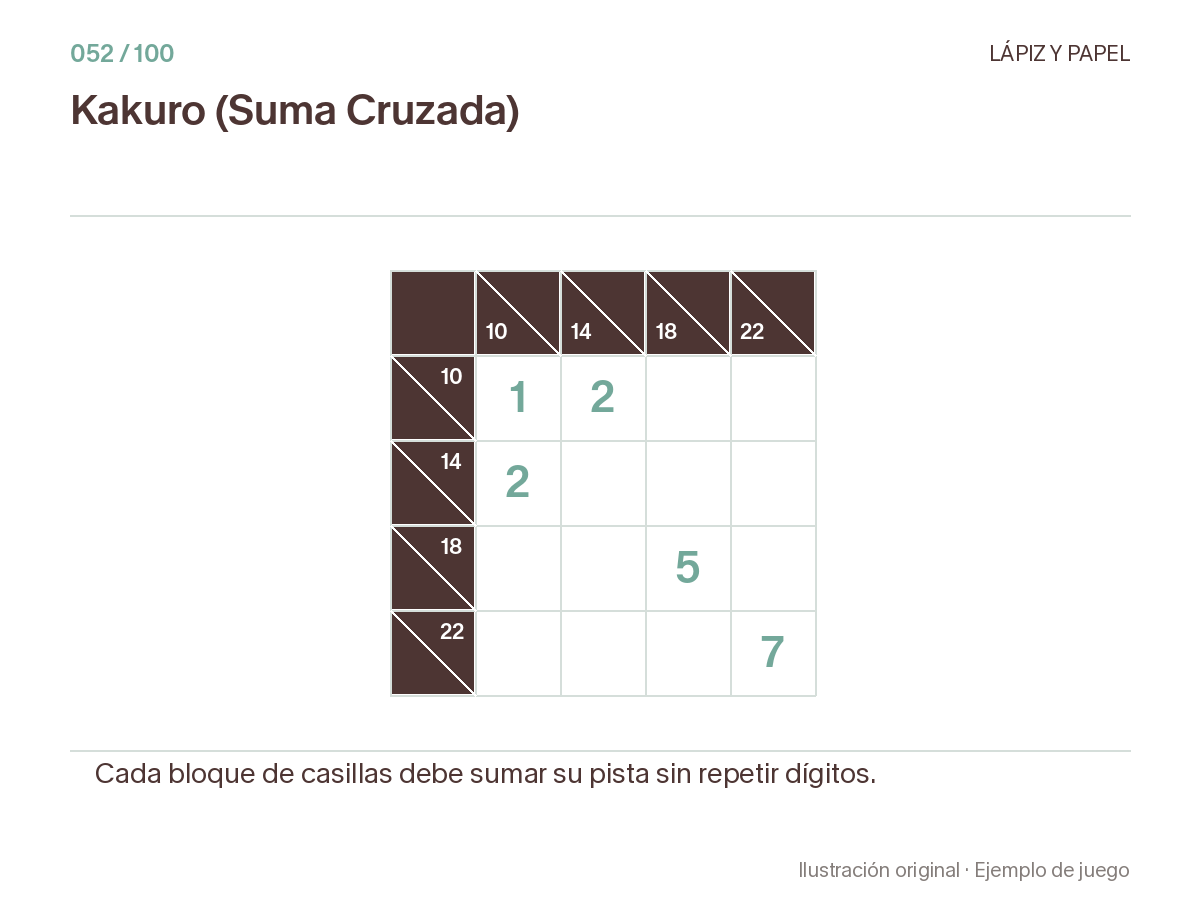 052 / 100
LÁPIZ Y PAPEL
Kakuro (Suma Cruzada)
10 14 18 22
10 1 2
14 2
18 5
22 7
Cada bloque de casillas debe sumar su pista sin repetir dígitos.
Ilustración original · Ejemplo de juego